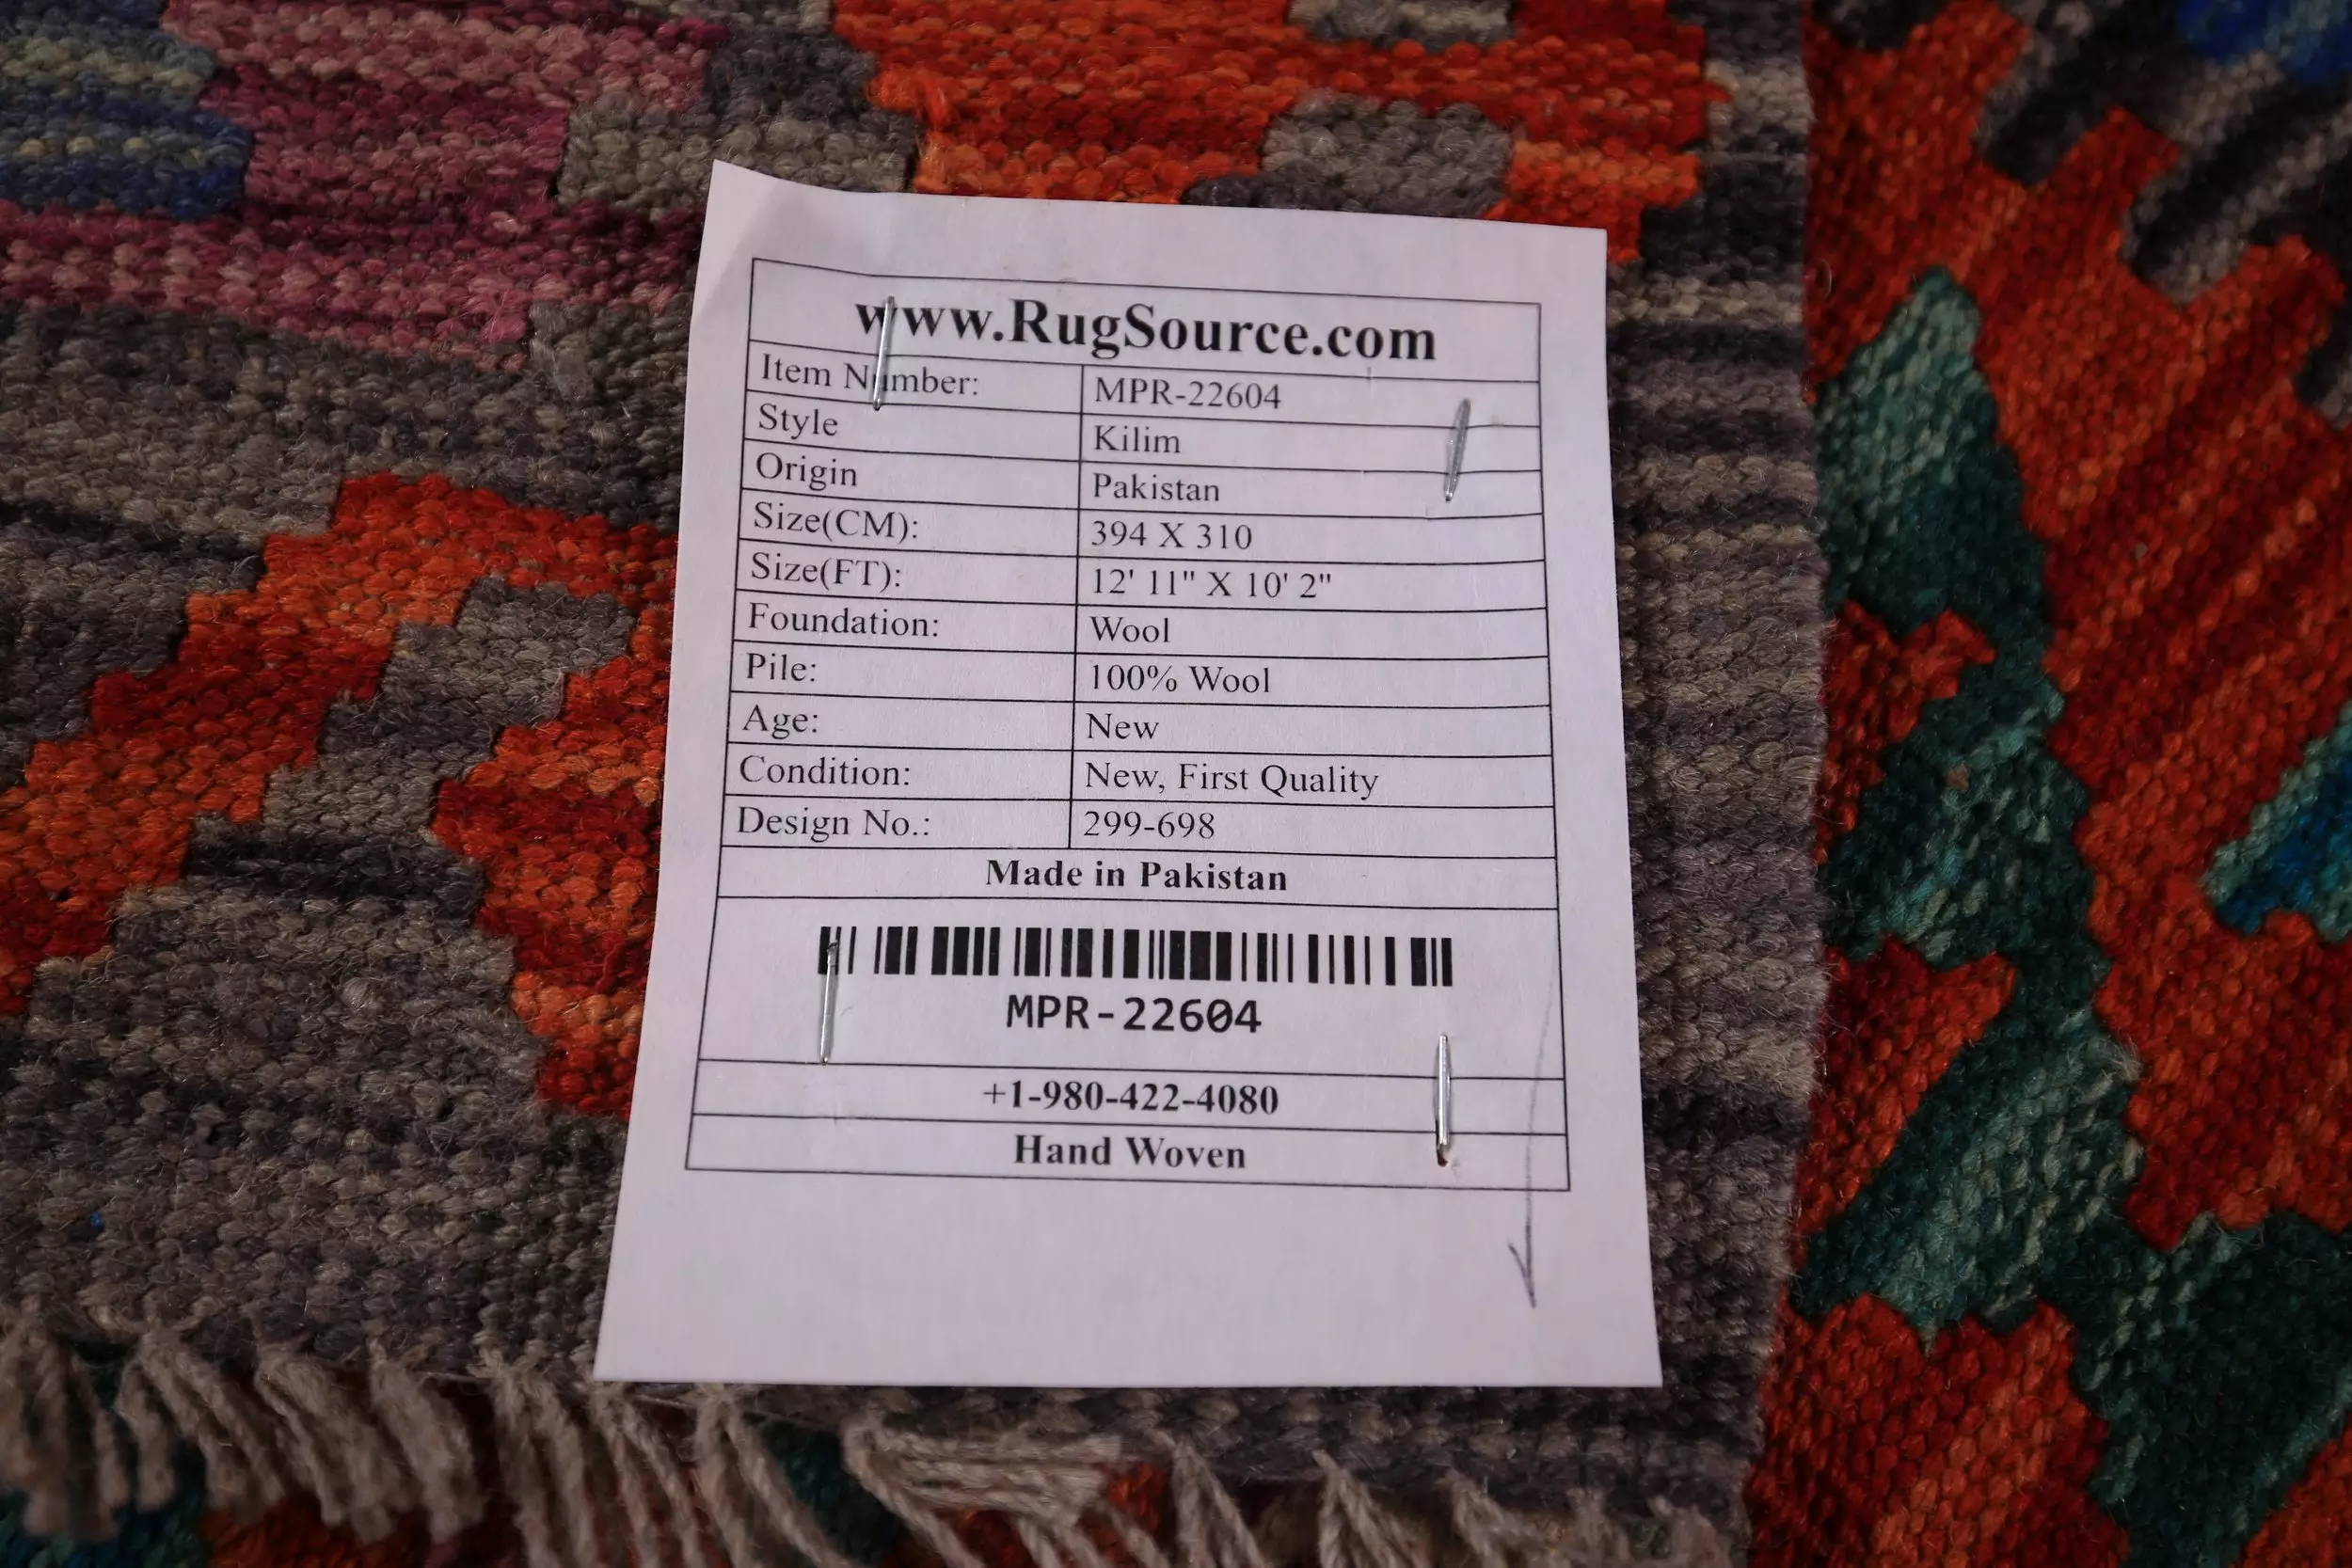 www.RugSource.com
Item Number: MPR-22604
Style Kilim
Origin Pakistan
Size(CM): 394 X 310
Size(FT): 12' 11" X 10' 2"
Foundation: Wool
Pile: 100% Wool
Age: New
Condition: New, First Quality
Design No.: 299-698
Made in Pakistan
MPR-22604
+1-980-422-4080
Hand Woven